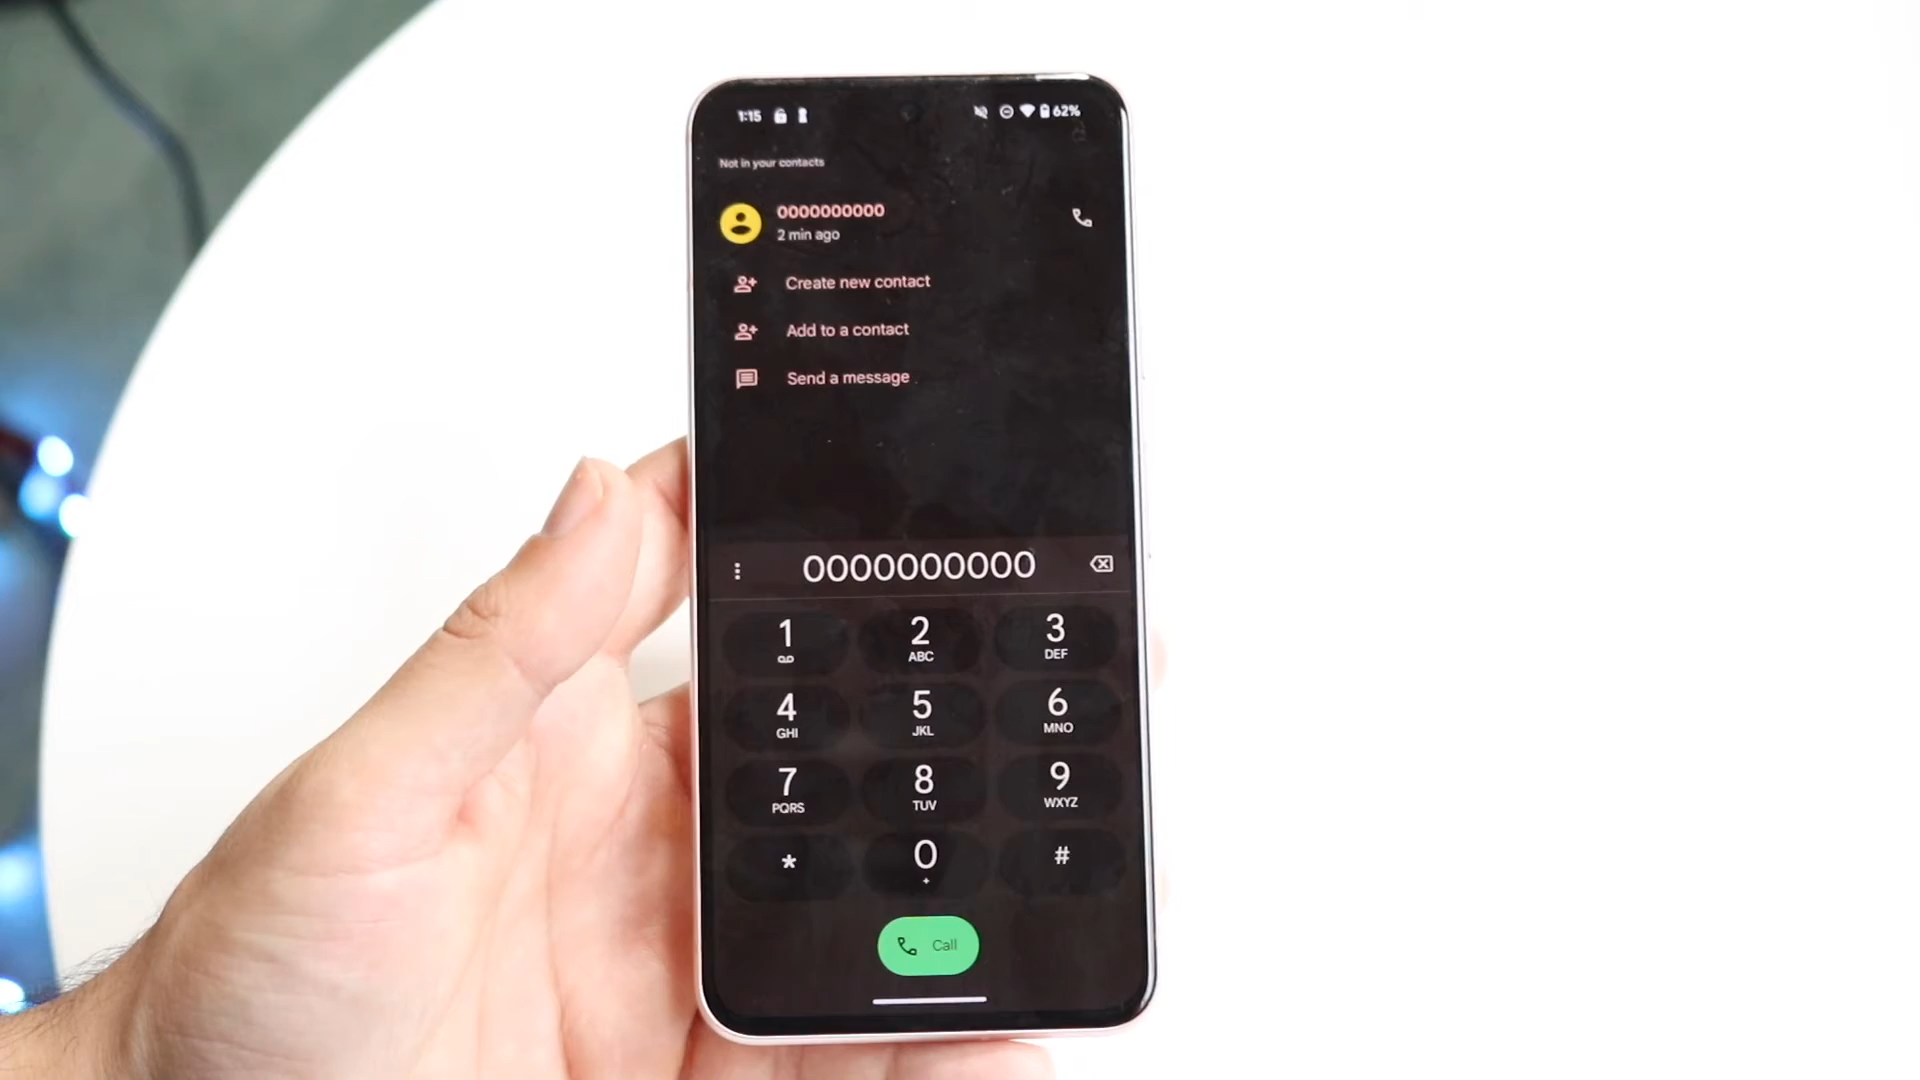 1:15 62%
Not in your contacts
0000000000
2 min ago
Create new contact
Add to a contact
Send a message
0000000000
1 2 3
ABC DEF
4 5 6
GHI JKL MNO
7 8 9
PQRS TUV WXYZ
* 0 #
+
Call